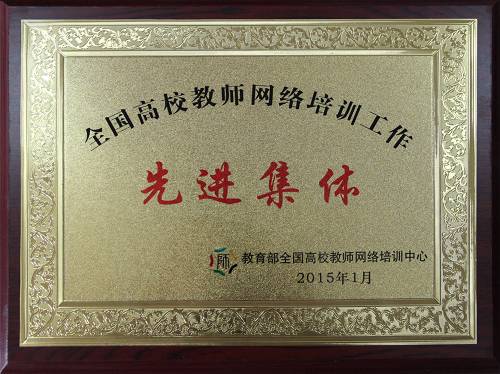 全国高校教师网络培训工作
先进集体
师
教育部全国高校教师网络培训中心
2015年1月